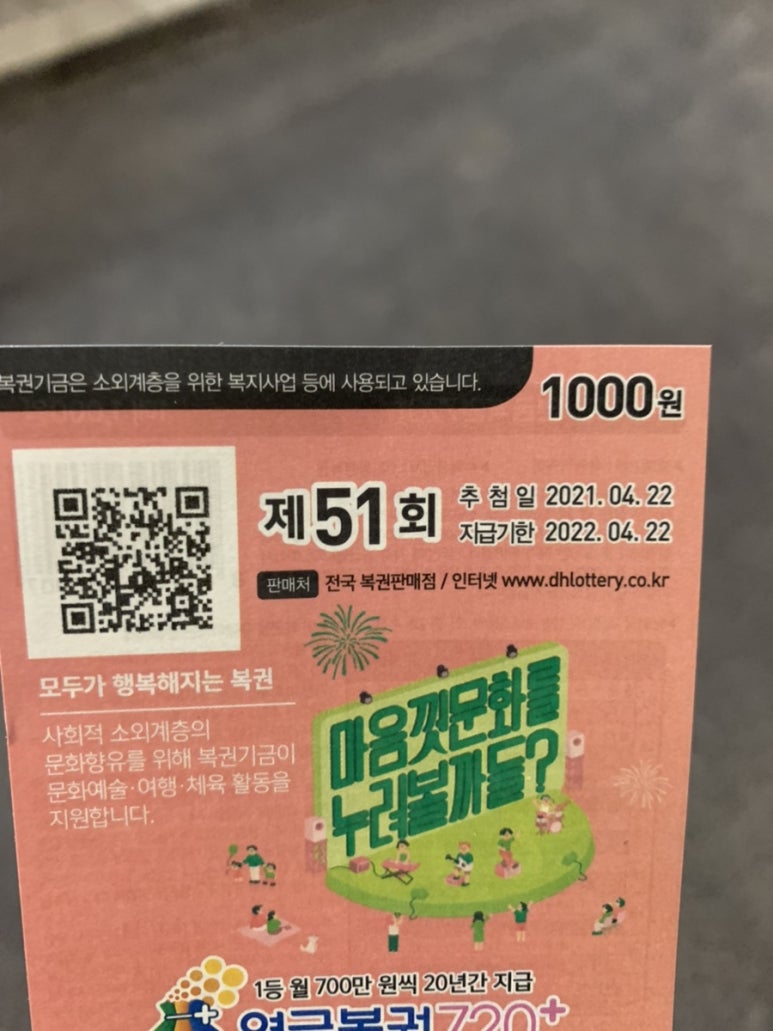 복권기금은 소외계층을 위한 복지사업 등에 사용되고 있습니다.
1000원
제51회
추첨일 2021. 04. 22
지급기한 2022. 04. 22
판매처 전국 복권판매점 / 인터넷 www.dhlottery.co.kr
모두가 행복해지는 복권
사회적 소외계층의
문화향유를 위해 복권기금이
문화예술·여행·체육 활동을
지원합니다.
마음껏문화를
누려볼까들?
1등 월 700만 원씩 20년간 지급
연금복권720+